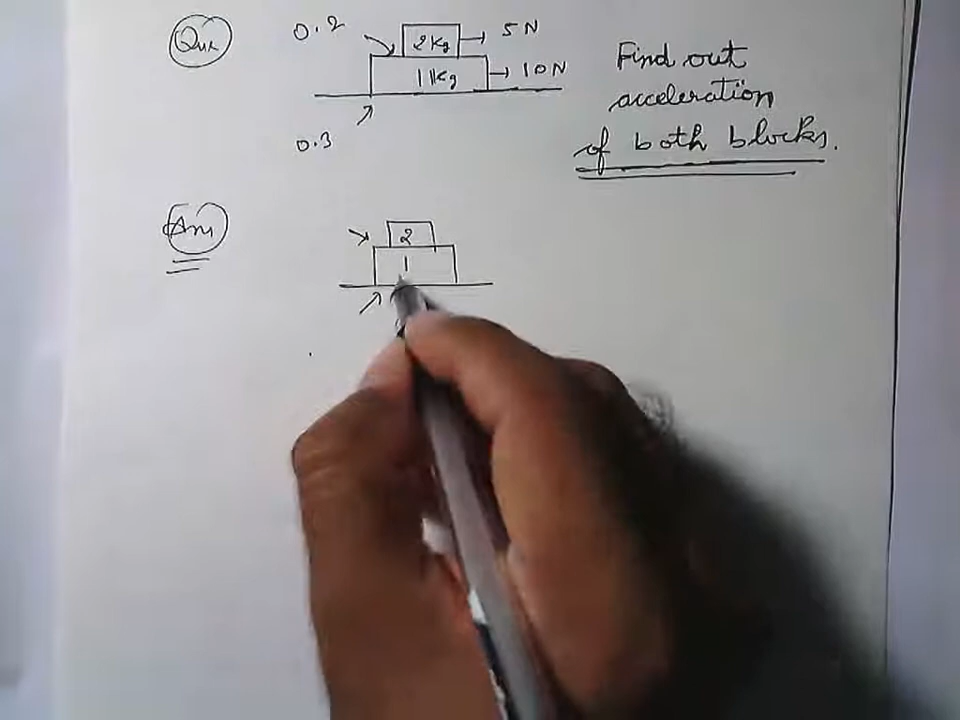 Que
0.2
2 Kg
5 N
1 Kg
10 N
0.3
Find out
acceleration
of both blocks.
Ans
2
1